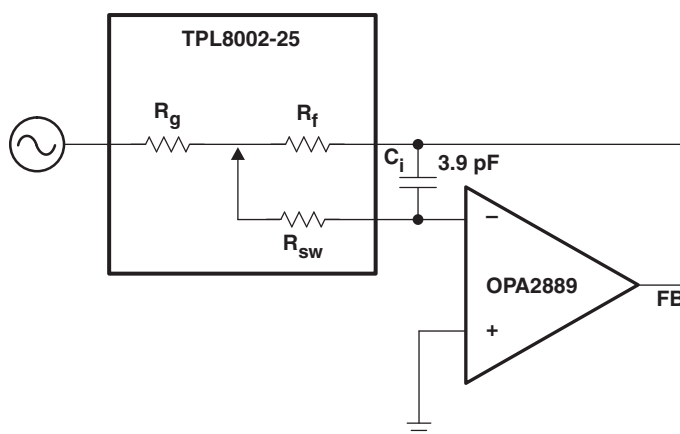 TPL8002-25
Rg
Rf
Ci
3.9 pF
Rsw
−
OPA2889
FB
+